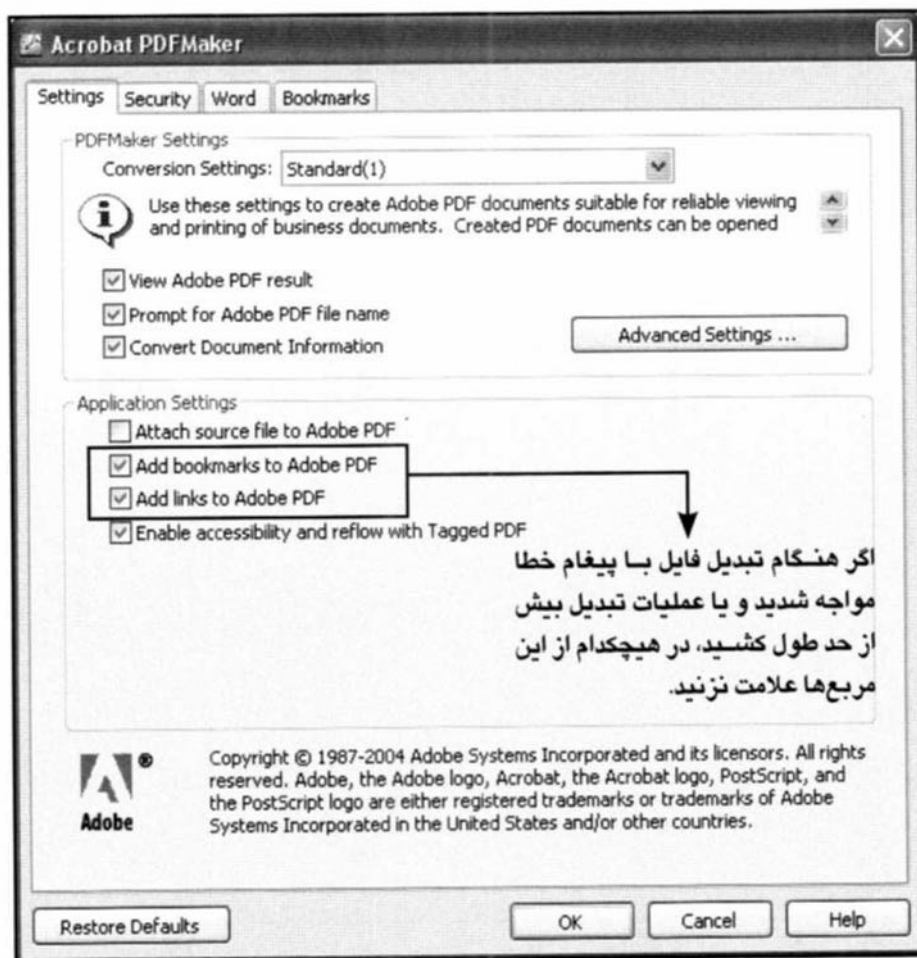 Acrobat PDFMaker
Settings Security Word Bookmarks
PDFMaker Settings
Conversion Settings: Standard(1)
Use these settings to create Adobe PDF documents suitable for reliable viewing
and printing of business documents. Created PDF documents can be opened
View Adobe PDF result
Prompt for Adobe PDF file name
Convert Document Information
Advanced Settings ...
Application Settings
Attach source file to Adobe PDF
Add bookmarks to Adobe PDF
Add links to Adobe PDF
Enable accessibility and reflow with Tagged PDF
اگر هنـگام تبدیل فایل بـا پیغام خطا
مواجه شدید و یا عملیات تبدیل بیش
از حد طول کشـید، در هیچکدام از این
مربع‌ها علامت نزنید.
Adobe®
Copyright © 1987-2004 Adobe Systems Incorporated and its licensors. All rights
reserved. Adobe, the Adobe logo, Acrobat, the Acrobat logo, PostScript, and
the PostScript logo are either registered trademarks or trademarks of Adobe
Systems Incorporated in the United States and/or other countries.
Restore Defaults OK Cancel Help